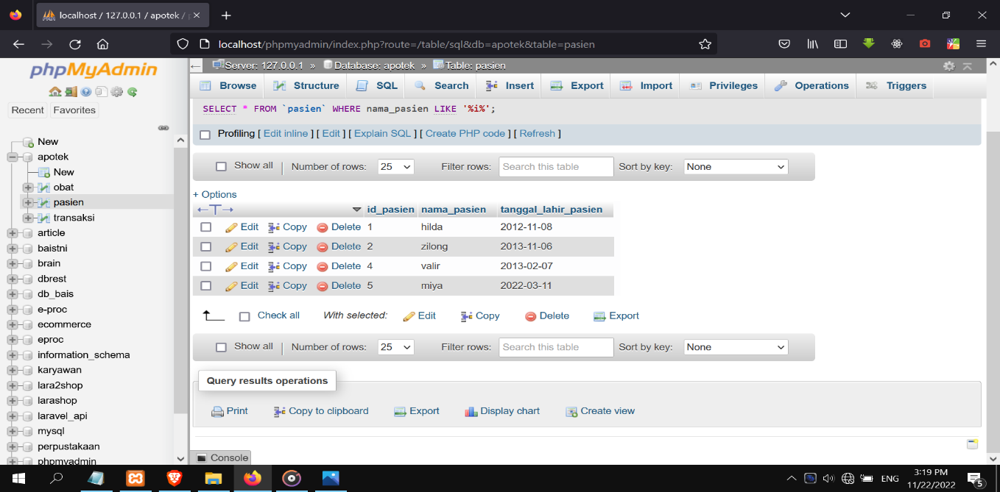 localhost / 127.0.0.1 / apotek /
localhost/phpmyadmin/index.php?route=/table/sql&db=apotek&table=pasien
phpMyAdmin
Recent Favorites
New
apotek
New
obat
pasien
transaksi
article
baistni
brain
dbrest
db_bais
e-proc
ecommerce
eproc
information_schema
karyawan
lara2shop
larashop
laravel_api
mysql
perpustakaan
phpmyadmin
Server: 127.0.0.1 » Database: apotek » Table: pasien
Browse Structure SQL Search Insert Export Import Privileges Operations Triggers
SELECT * FROM `pasien` WHERE nama_pasien LIKE '%i%';
Profiling [ Edit inline ] [ Edit ] [ Explain SQL ] [ Create PHP code ] [ Refresh ]
Show all Number of rows: 25 Filter rows: Search this table Sort by key: None
+ Options
id_pasien nama_pasien tanggal_lahir_pasien
Edit Copy Delete 1 hilda 2012-11-08
Edit Copy Delete 2 zilong 2013-11-06
Edit Copy Delete 4 valir 2013-02-07
Edit Copy Delete 5 miya 2022-03-11
Check all With selected: Edit Copy Delete Export
Show all Number of rows: 25 Filter rows: Search this table Sort by key: None
Query results operations
Print Copy to clipboard Export Display chart Create view
Console
ENG
3:19 PM
11/22/2022
5